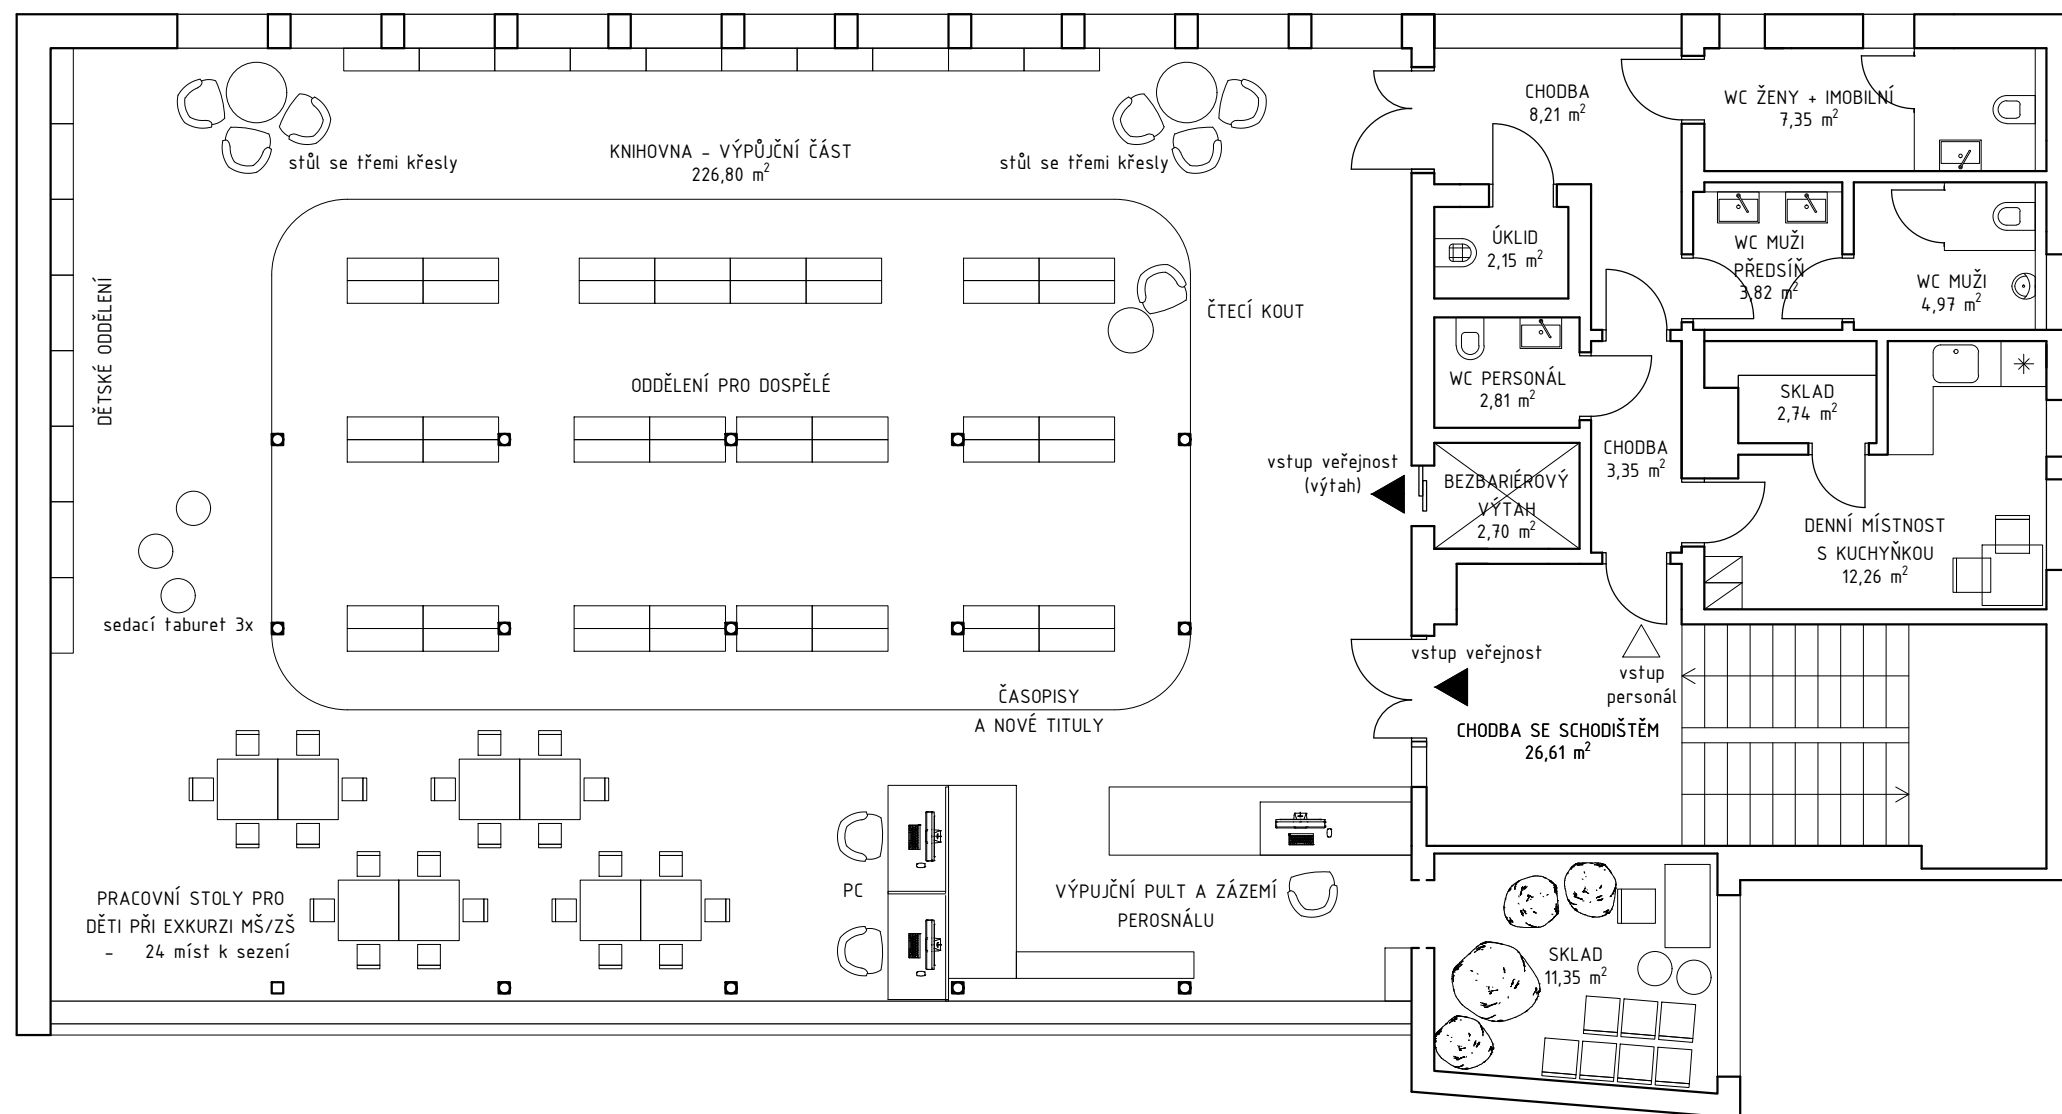 CHODBA
8,21 m²
WC ŽENY + IMOBILNÍ
7,35 m²
KNIHOVNA - VÝPŮJČNÍ ČÁST
226,80 m²
stůl se třemi křesly
stůl se třemi křesly
ÚKLID
2,15 m²
WC MUŽI
PŘEDSÍŇ
3,82 m²
WC MUŽI
4,97 m²
DĚTSKÉ ODDĚLENÍ
ČTECÍ KOUT
ODDĚLENÍ PRO DOSPĚLÉ
WC PERSONÁL
2,81 m²
SKLAD
2,74 m²
CHODBA
3,35 m²
vstup veřejnost
(výtah)
BEZBARIÉROVÝ
VÝTAH
2,70 m²
DENNÍ MÍSTNOST
S KUCHYŇKOU
12,26 m²
sedací taburet 3x
vstup veřejnost
vstup
personál
ČASOPISY
A NOVÉ TITULY
CHODBA SE SCHODIŠTĚM
26,61 m²
PRACOVNÍ STOLY PRO
DĚTI PŘI EXKURZI MŠ/ZŠ
- 24 míst k sezení
PC
VÝPUJČNÍ PULT A ZÁZEMÍ
PEROSNÁLU
SKLAD
11,35 m²